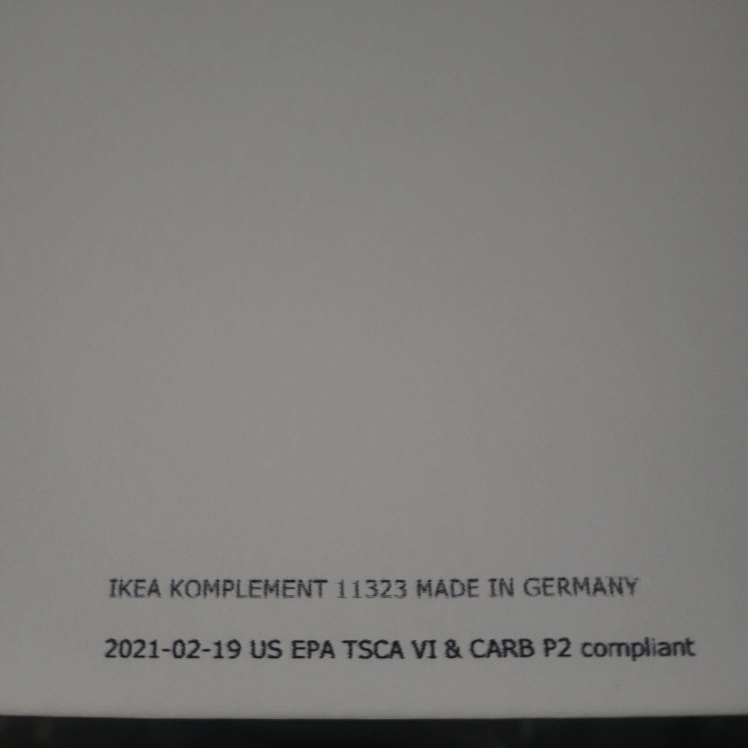 IKEA KOMPLEMENT 11323 MADE IN GERMANY
2021-02-19 US EPA TSCA VI & CARB P2 compliant